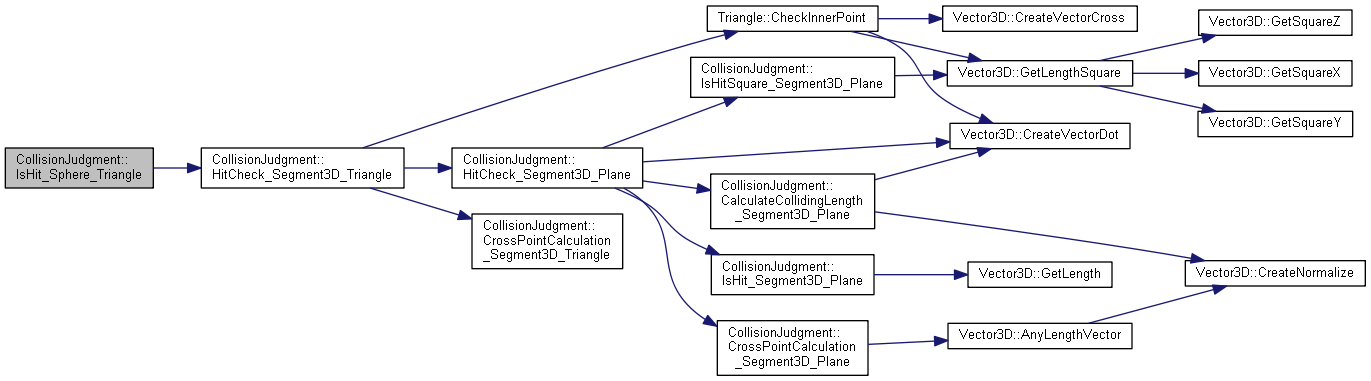 CollisionJudgment::
IsHit_Sphere_Triangle
CollisionJudgment::
HitCheck_Segment3D_Triangle
Triangle::CheckInnerPoint
CollisionJudgment::
HitCheck_Segment3D_Plane
CollisionJudgment::
CrossPointCalculation
_Segment3D_Triangle
CollisionJudgment::
IsHitSquare_Segment3D_Plane
CollisionJudgment::
CalculateCollidingLength
_Segment3D_Plane
CollisionJudgment::
IsHit_Segment3D_Plane
CollisionJudgment::
CrossPointCalculation
_Segment3D_Plane
Vector3D::CreateVectorCross
Vector3D::GetLengthSquare
Vector3D::CreateVectorDot
Vector3D::GetLength
Vector3D::AnyLengthVector
Vector3D::GetSquareZ
Vector3D::GetSquareX
Vector3D::GetSquareY
Vector3D::CreateNormalize